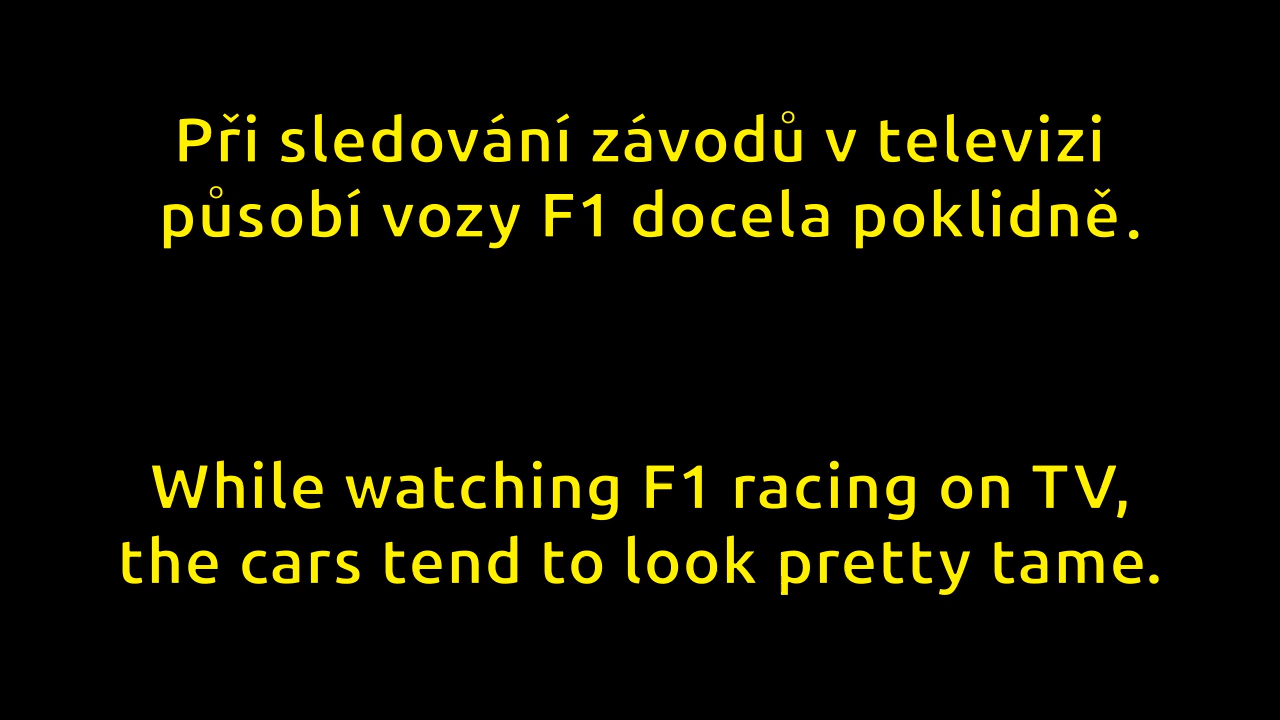 Při sledování závodů v televizi
působí vozy F1 docela poklidně.
While watching F1 racing on TV,
the cars tend to look pretty tame.